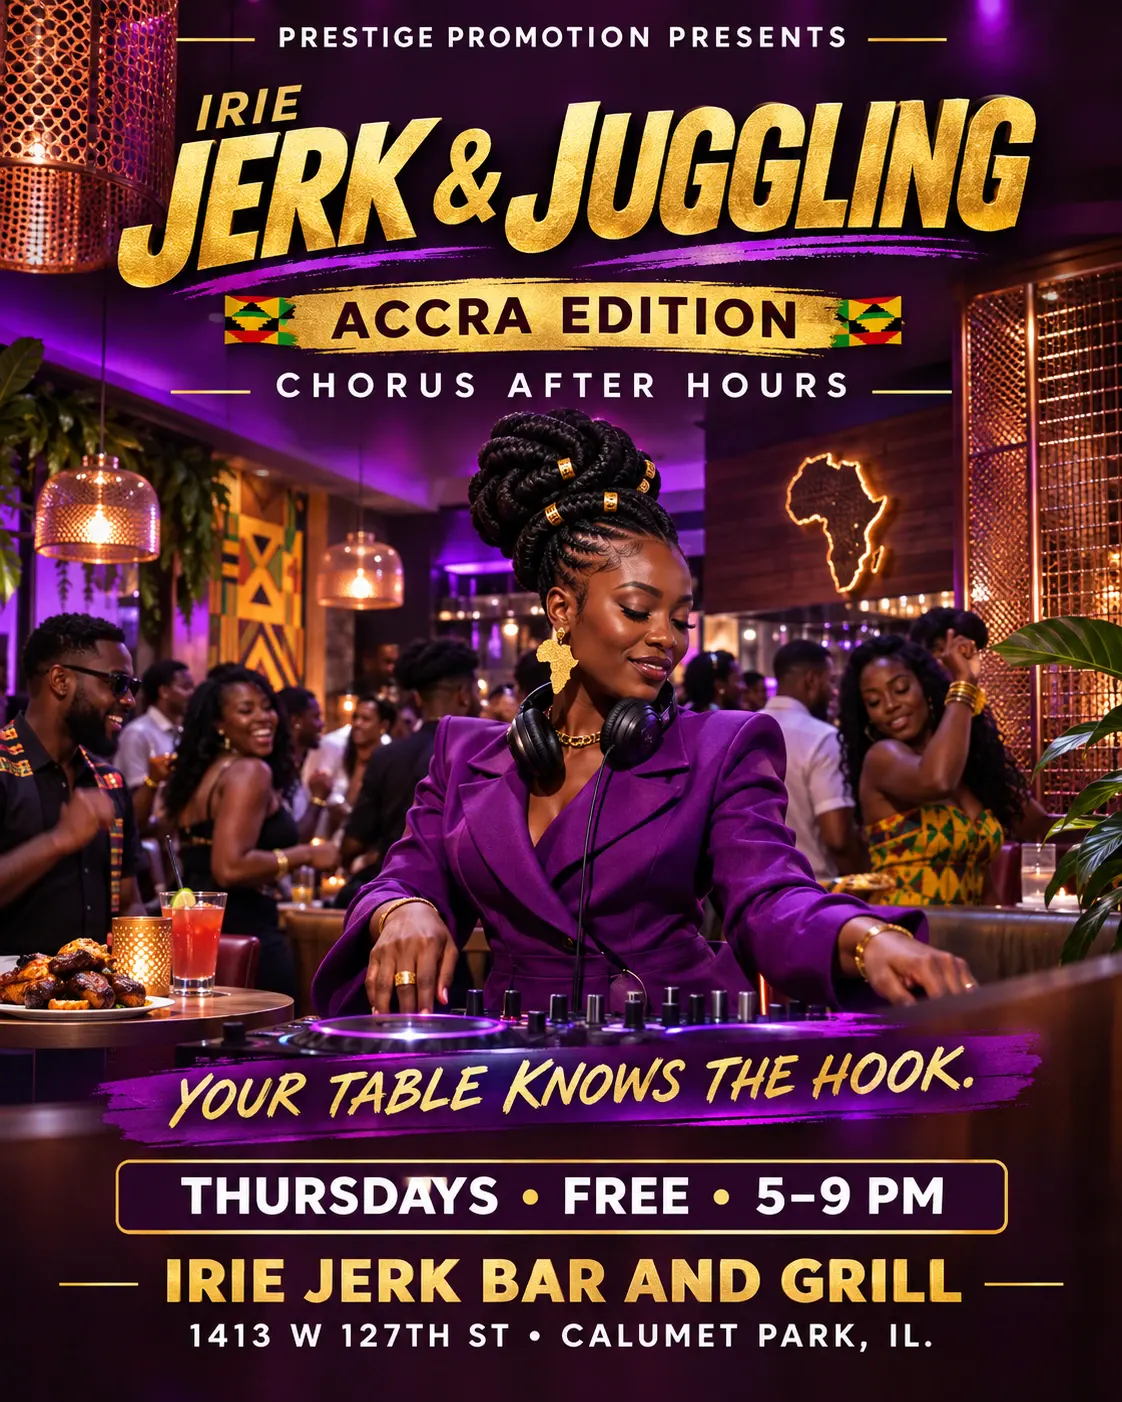 PRESTIGE PROMOTION PRESENTS
IRIE
JERK & JUGGLING
ACCRA EDITION
CHORUS AFTER HOURS
YOUR TABLE KNOWS THE HOOK.
THURSDAYS • FREE • 5–9 PM
IRIE JERK BAR AND GRILL
1413 W 127TH ST • CALUMET PARK, IL.